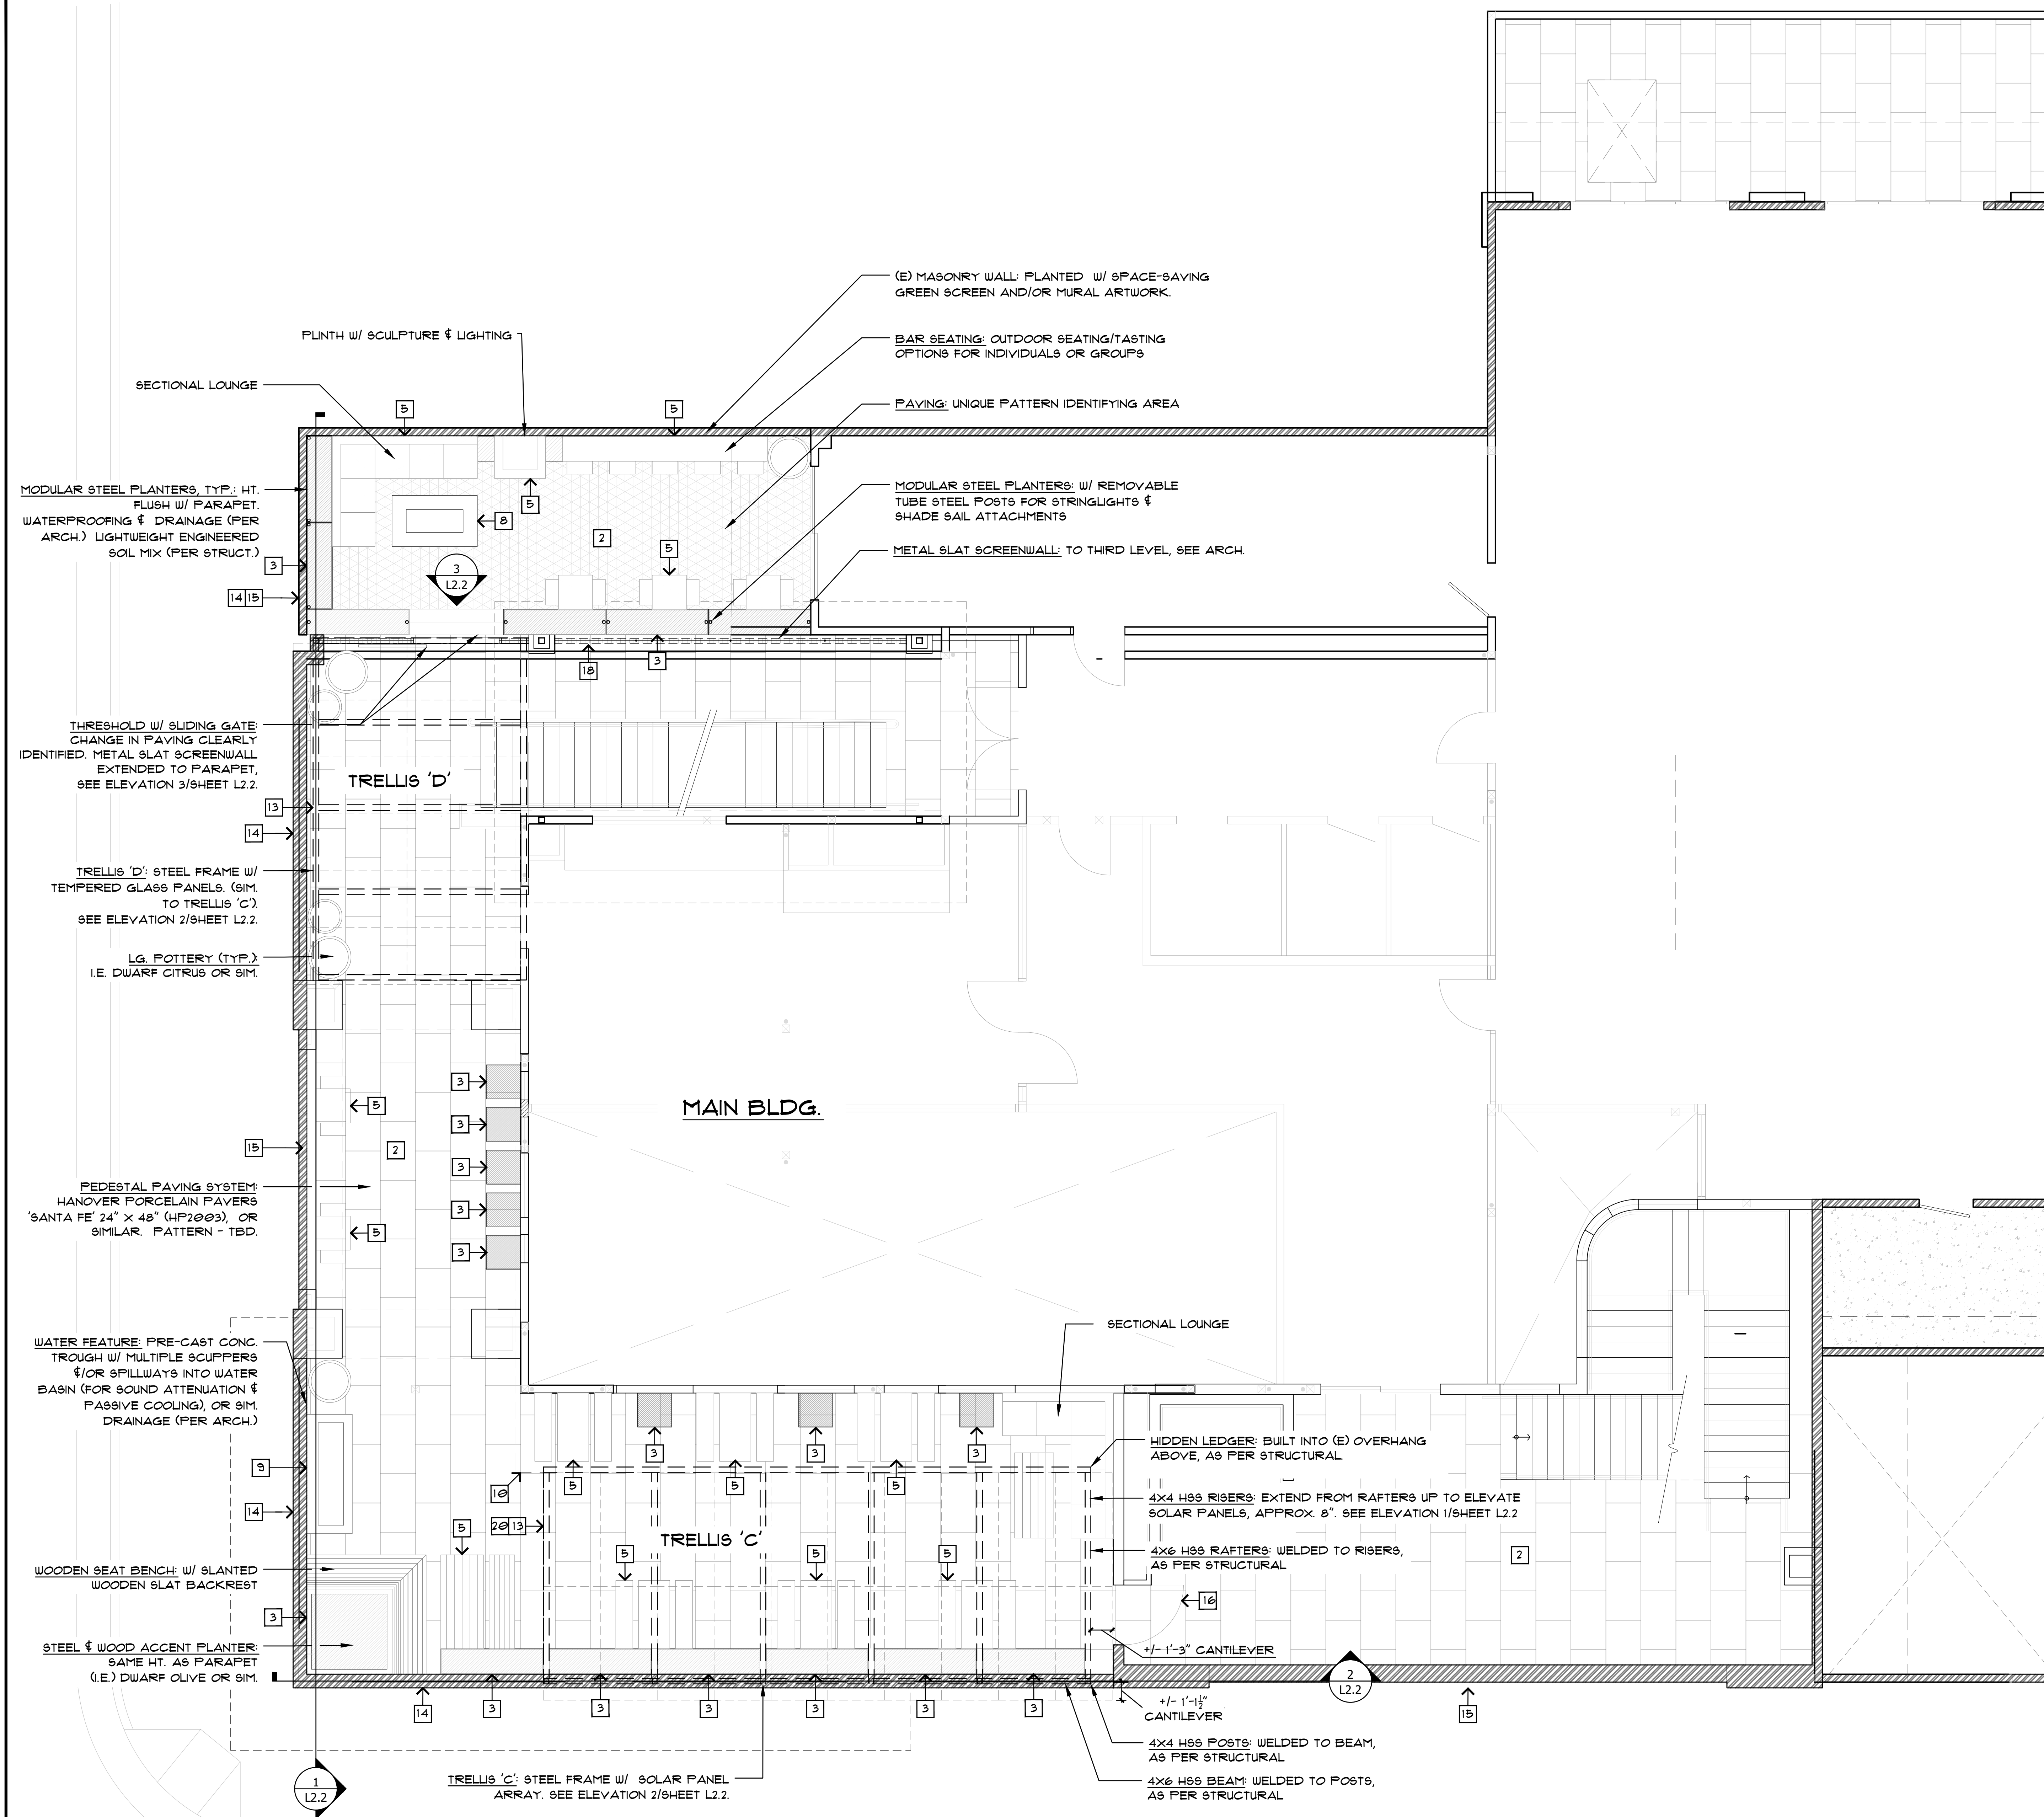 (E) MASONRY WALL: PLANTED W/ SPACE-SAVING
GREEN SCREEN AND/OR MURAL ARTWORK.
PLINTH W/ SCULPTURE & LIGHTING
BAR SEATING: OUTDOOR SEATING/TASTING
OPTIONS FOR INDIVIDUALS OR GROUPS
SECTIONAL LOUNGE
PAVING: UNIQUE PATTERN IDENTIFYING AREA
5
5
MODULAR STEEL PLANTERS, TYP.: HT.
FLUSH W/ PARAPET.
WATERPROOFING & DRAINAGE (PER
ARCH.) LIGHTWEIGHT ENGINEERED
SOIL MIX (PER STRUCT.)
MODULAR STEEL PLANTERS: W/ REMOVABLE
TUBE STEEL POSTS FOR STRINGLIGHTS &
SHADE SAIL ATTACHMENTS
5
8
2
5
METAL SLAT SCREENWALL: TO THIRD LEVEL, SEE ARCH.
3
3
L2.2
14 15
18
3
THRESHOLD W/ SLIDING GATE:
CHANGE IN PAVING CLEARLY
IDENTIFIED. METAL SLAT SCREENWALL
EXTENDED TO PARAPET,
SEE ELEVATION 3/SHEET L2.2.
TRELLIS 'D'
13
14
TRELLIS 'D': STEEL FRAME W/
TEMPERED GLASS PANELS. (SIM.
TO TRELLIS 'C').
SEE ELEVATION 2/SHEET L2.2.
LG. POTTERY (TYP.):
I.E. DWARF CITRUS OR SIM.
3
5
MAIN BLDG.
3
15
2
3
PEDESTAL PAVING SYSTEM:
HANOVER PORCELAIN PAVERS
'SANTA FE' 24" X 48" (HP2003), OR
SIMILAR. PATTERN - TBD.
3
5
3
WATER FEATURE: PRE-CAST CONC.
TROUGH W/ MULTIPLE SCUPPERS
&/OR SPILLWAYS INTO WATER
BASIN (FOR SOUND ATTENUATION &
PASSIVE COOLING), OR SIM.
DRAINAGE (PER ARCH.)
SECTIONAL LOUNGE
3
3
3
HIDDEN LEDGER: BUILT INTO (E) OVERHANG
ABOVE, AS PER STRUCTURAL
9
5
5
5
10
4X4 HSS RISERS: EXTEND FROM RAFTERS UP TO ELEVATE
SOLAR PANELS, APPROX. 8". SEE ELEVATION 1/SHEET L2.2
14
5
20 13
TRELLIS 'C'
4X6 HSS RAFTERS: WELDED TO RISERS,
AS PER STRUCTURAL
5
5
5
2
WOODEN SEAT BENCH: W/ SLANTED
WOODEN SLAT BACKREST
16
3
STEEL & WOOD ACCENT PLANTER:
SAME HT. AS PARAPET
(I.E.) DWARF OLIVE OR SIM.
+/- 1'-3" CANTILEVER
2
L2.2
14
3
3
3
3
3
3
+/- 1'-1½"
CANTILEVER
15
4X4 HSS POSTS: WELDED TO BEAM,
AS PER STRUCTURAL
1
L2.2
TRELLIS 'C': STEEL FRAME W/ SOLAR PANEL
ARRAY. SEE ELEVATION 2/SHEET L2.2.
4X6 HSS BEAM: WELDED TO POSTS,
AS PER STRUCTURAL